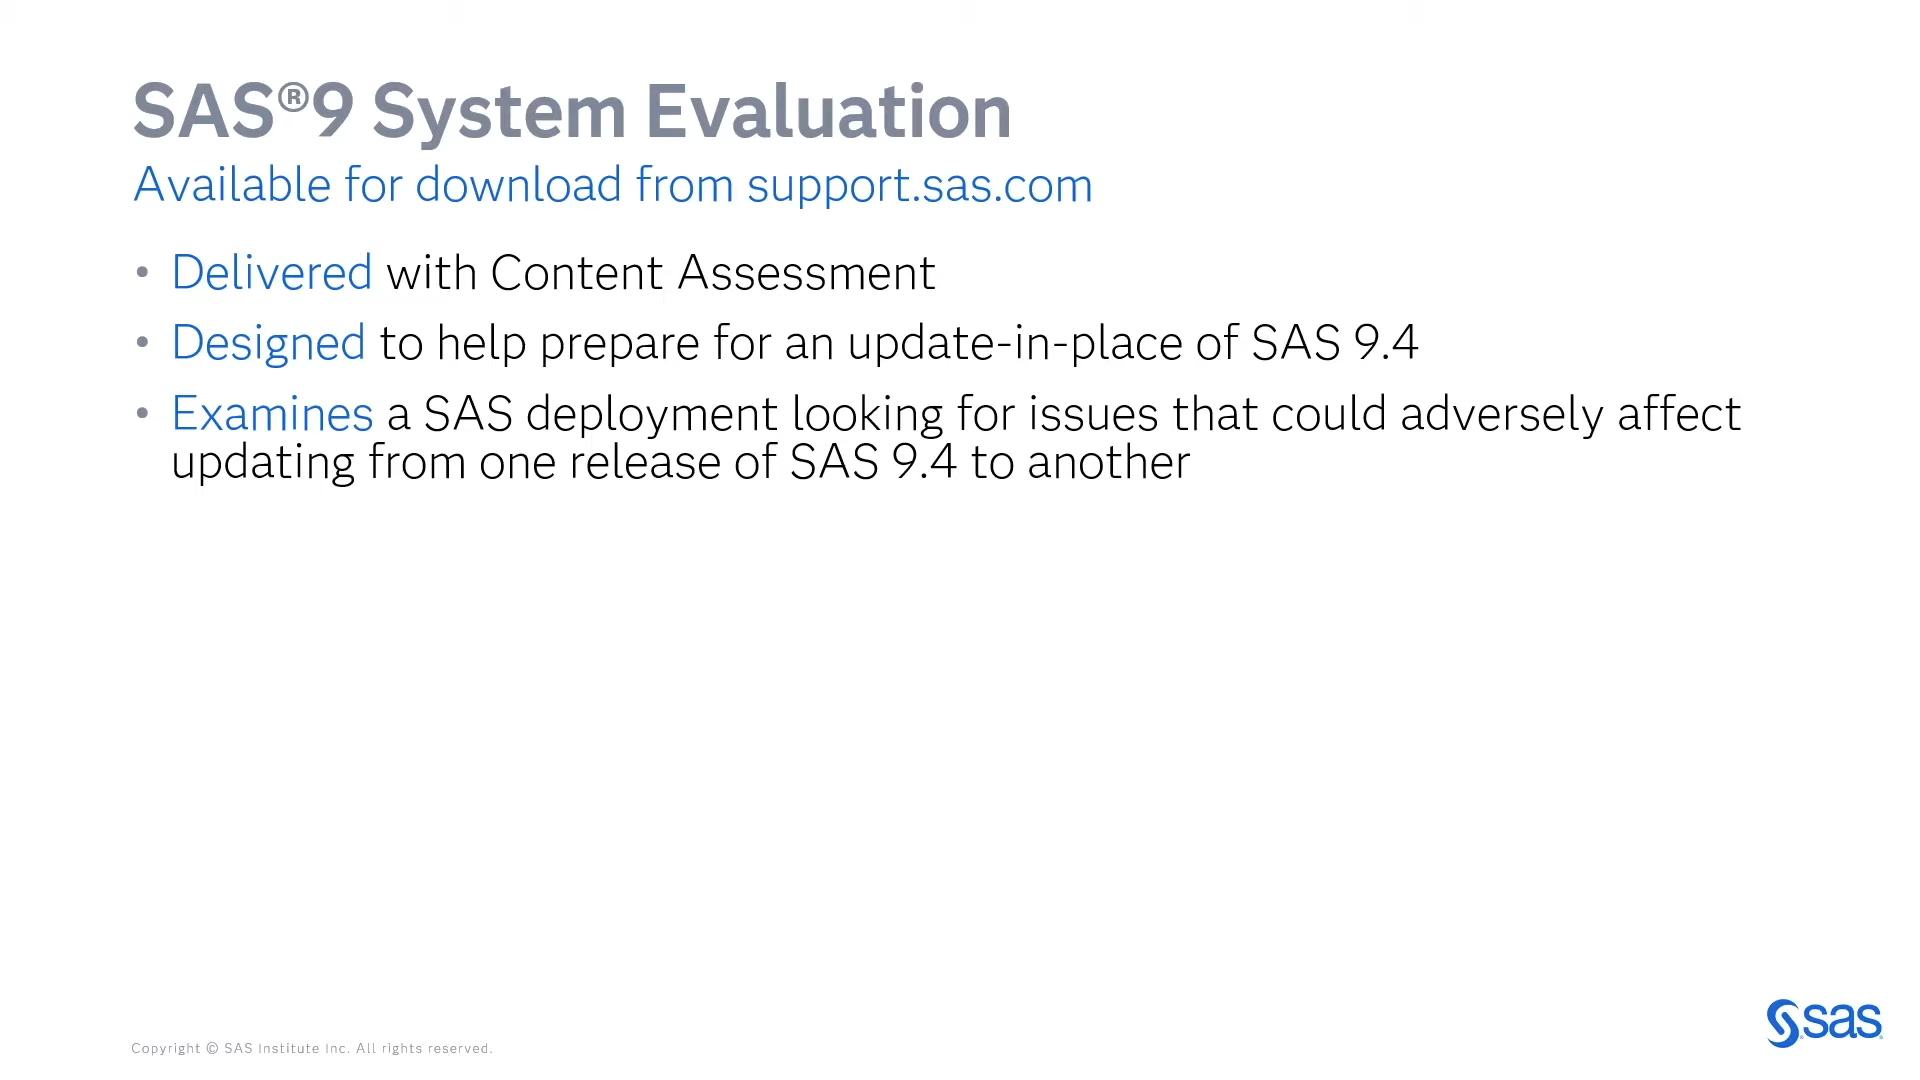 SAS®9 System Evaluation
Available for download from support.sas.com
• Delivered with Content Assessment
• Designed to help prepare for an update-in-place of SAS 9.4
• Examines a SAS deployment looking for issues that could adversely affect
updating from one release of SAS 9.4 to another
Copyright © SAS Institute Inc. All rights reserved.
sas